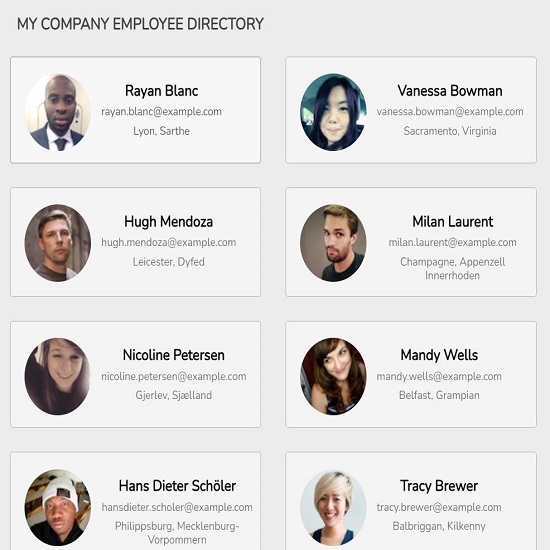 MY COMPANY EMPLOYEE DIRECTORY
Rayan Blanc
rayan.blanc@example.com
Lyon, Sarthe
Vanessa Bowman
vanessa.bowman@example.com
Sacramento, Virginia
Hugh Mendoza
hugh.mendoza@example.com
Leicester, Dyfed
Milan Laurent
milan.laurent@example.com
Champagne, Appenzell
Innerrhoden
Nicoline Petersen
nicoline.petersen@example.com
Gjerlev, Sjælland
Mandy Wells
mandy.wells@example.com
Belfast, Grampian
Hans Dieter Schöler
hansdieter.scholer@example.com
Philippsburg, Mecklenburg-
Vorpommern
Tracy Brewer
tracy.brewer@example.com
Balbriggan, Kilkenny